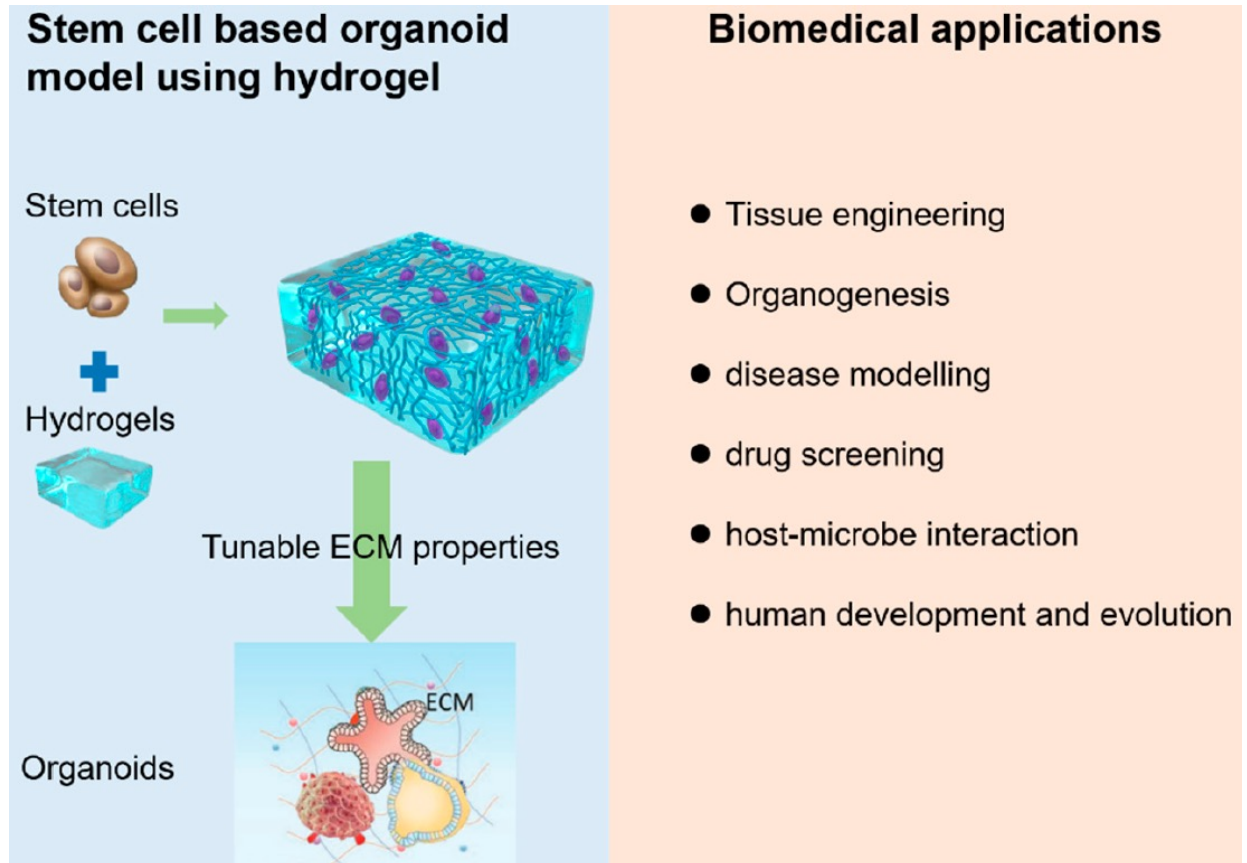 Stem cell based organoid
model using hydrogel
Stem cells
Hydrogels
Tunable ECM properties
ECM
Organoids
Biomedical applications
● Tissue engineering
● Organogenesis
● disease modelling
● drug screening
● host-microbe interaction
● human development and evolution